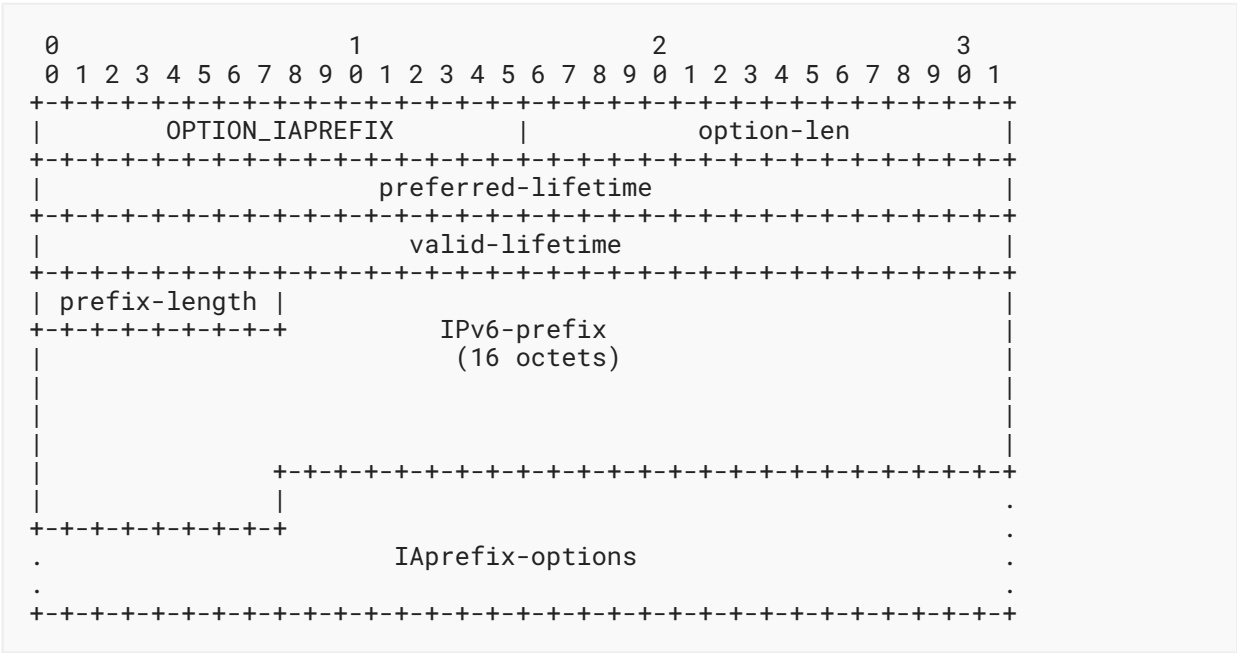 0                   1                   2                   3
 0 1 2 3 4 5 6 7 8 9 0 1 2 3 4 5 6 7 8 9 0 1 2 3 4 5 6 7 8 9 0 1
+-+-+-+-+-+-+-+-+-+-+-+-+-+-+-+-+-+-+-+-+-+-+-+-+-+-+-+-+-+-+-+-+
|        OPTION_IAPREFIX        |           option-len          |
+-+-+-+-+-+-+-+-+-+-+-+-+-+-+-+-+-+-+-+-+-+-+-+-+-+-+-+-+-+-+-+-+
|                      preferred-lifetime                       |
+-+-+-+-+-+-+-+-+-+-+-+-+-+-+-+-+-+-+-+-+-+-+-+-+-+-+-+-+-+-+-+-+
|                        valid-lifetime                         |
+-+-+-+-+-+-+-+-+-+-+-+-+-+-+-+-+-+-+-+-+-+-+-+-+-+-+-+-+-+-+-+-+
| prefix-length |                                               |
+-+-+-+-+-+-+-+-+          IPv6-prefix                          |
|                           (16 octets)                         |
|                                                               |
|                                                               |
|                                                               |
|               +-+-+-+-+-+-+-+-+-+-+-+-+-+-+-+-+-+-+-+-+-+-+-+-+
|               |                                               .
+-+-+-+-+-+-+-+-+                                               .
.                       IAprefix-options                        .
.                                                               .
+-+-+-+-+-+-+-+-+-+-+-+-+-+-+-+-+-+-+-+-+-+-+-+-+-+-+-+-+-+-+-+-+